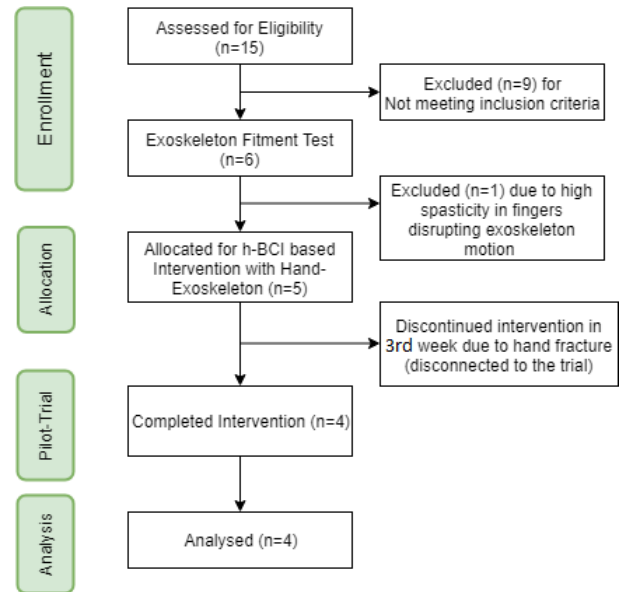 Enrollment
Assessed for Eligibility
(n=15)
Excluded (n=9) for
Not meeting inclusion criteria
Exoskeleton Fitment Test
(n=6)
Excluded (n=1) due to high
spasticity in fingers
disrupting exoskeleton
motion
Allocation
Allocated for h-BCI based
Intervention with Hand-
Exoskeleton (n=5)
Discontinued intervention in
3rd week due to hand fracture
(disconnected to the trial)
Pilot-Trial
Completed Intervention (n=4)
Analysis
Analysed (n=4)